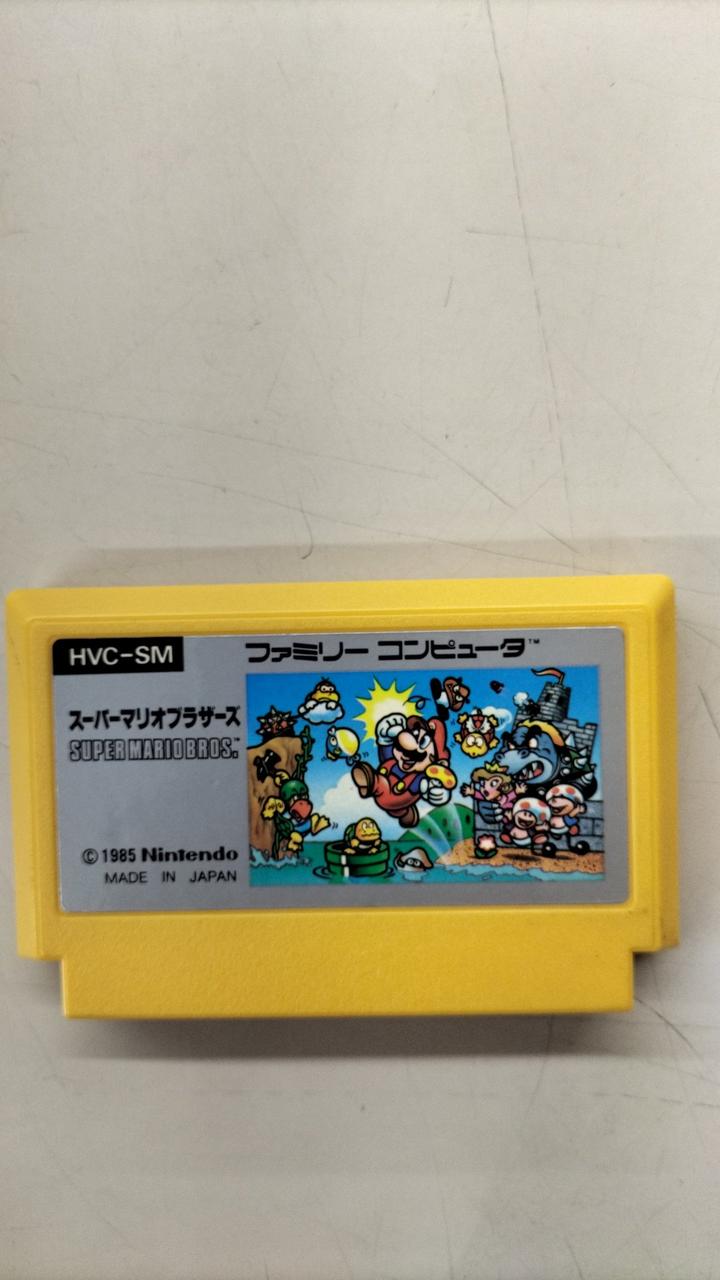 HVC-SM
ファミリー コンピュータ™
スーパーマリオブラザーズ
SUPER MARIO BROS.™
© 1985 Nintendo
MADE IN JAPAN